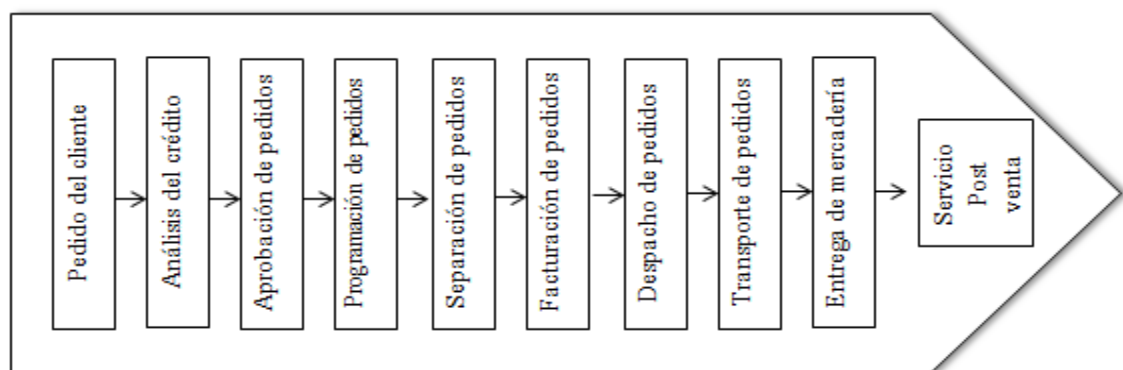 Pedido del cliente
Análisis del crédito
Aprobación de pedidos
Programación de pedidos
Separación de pedidos
Facturación de pedidos
Despacho de pedidos
Transporte de pedidos
Entrega de mercadería
Servicio
Post
venta